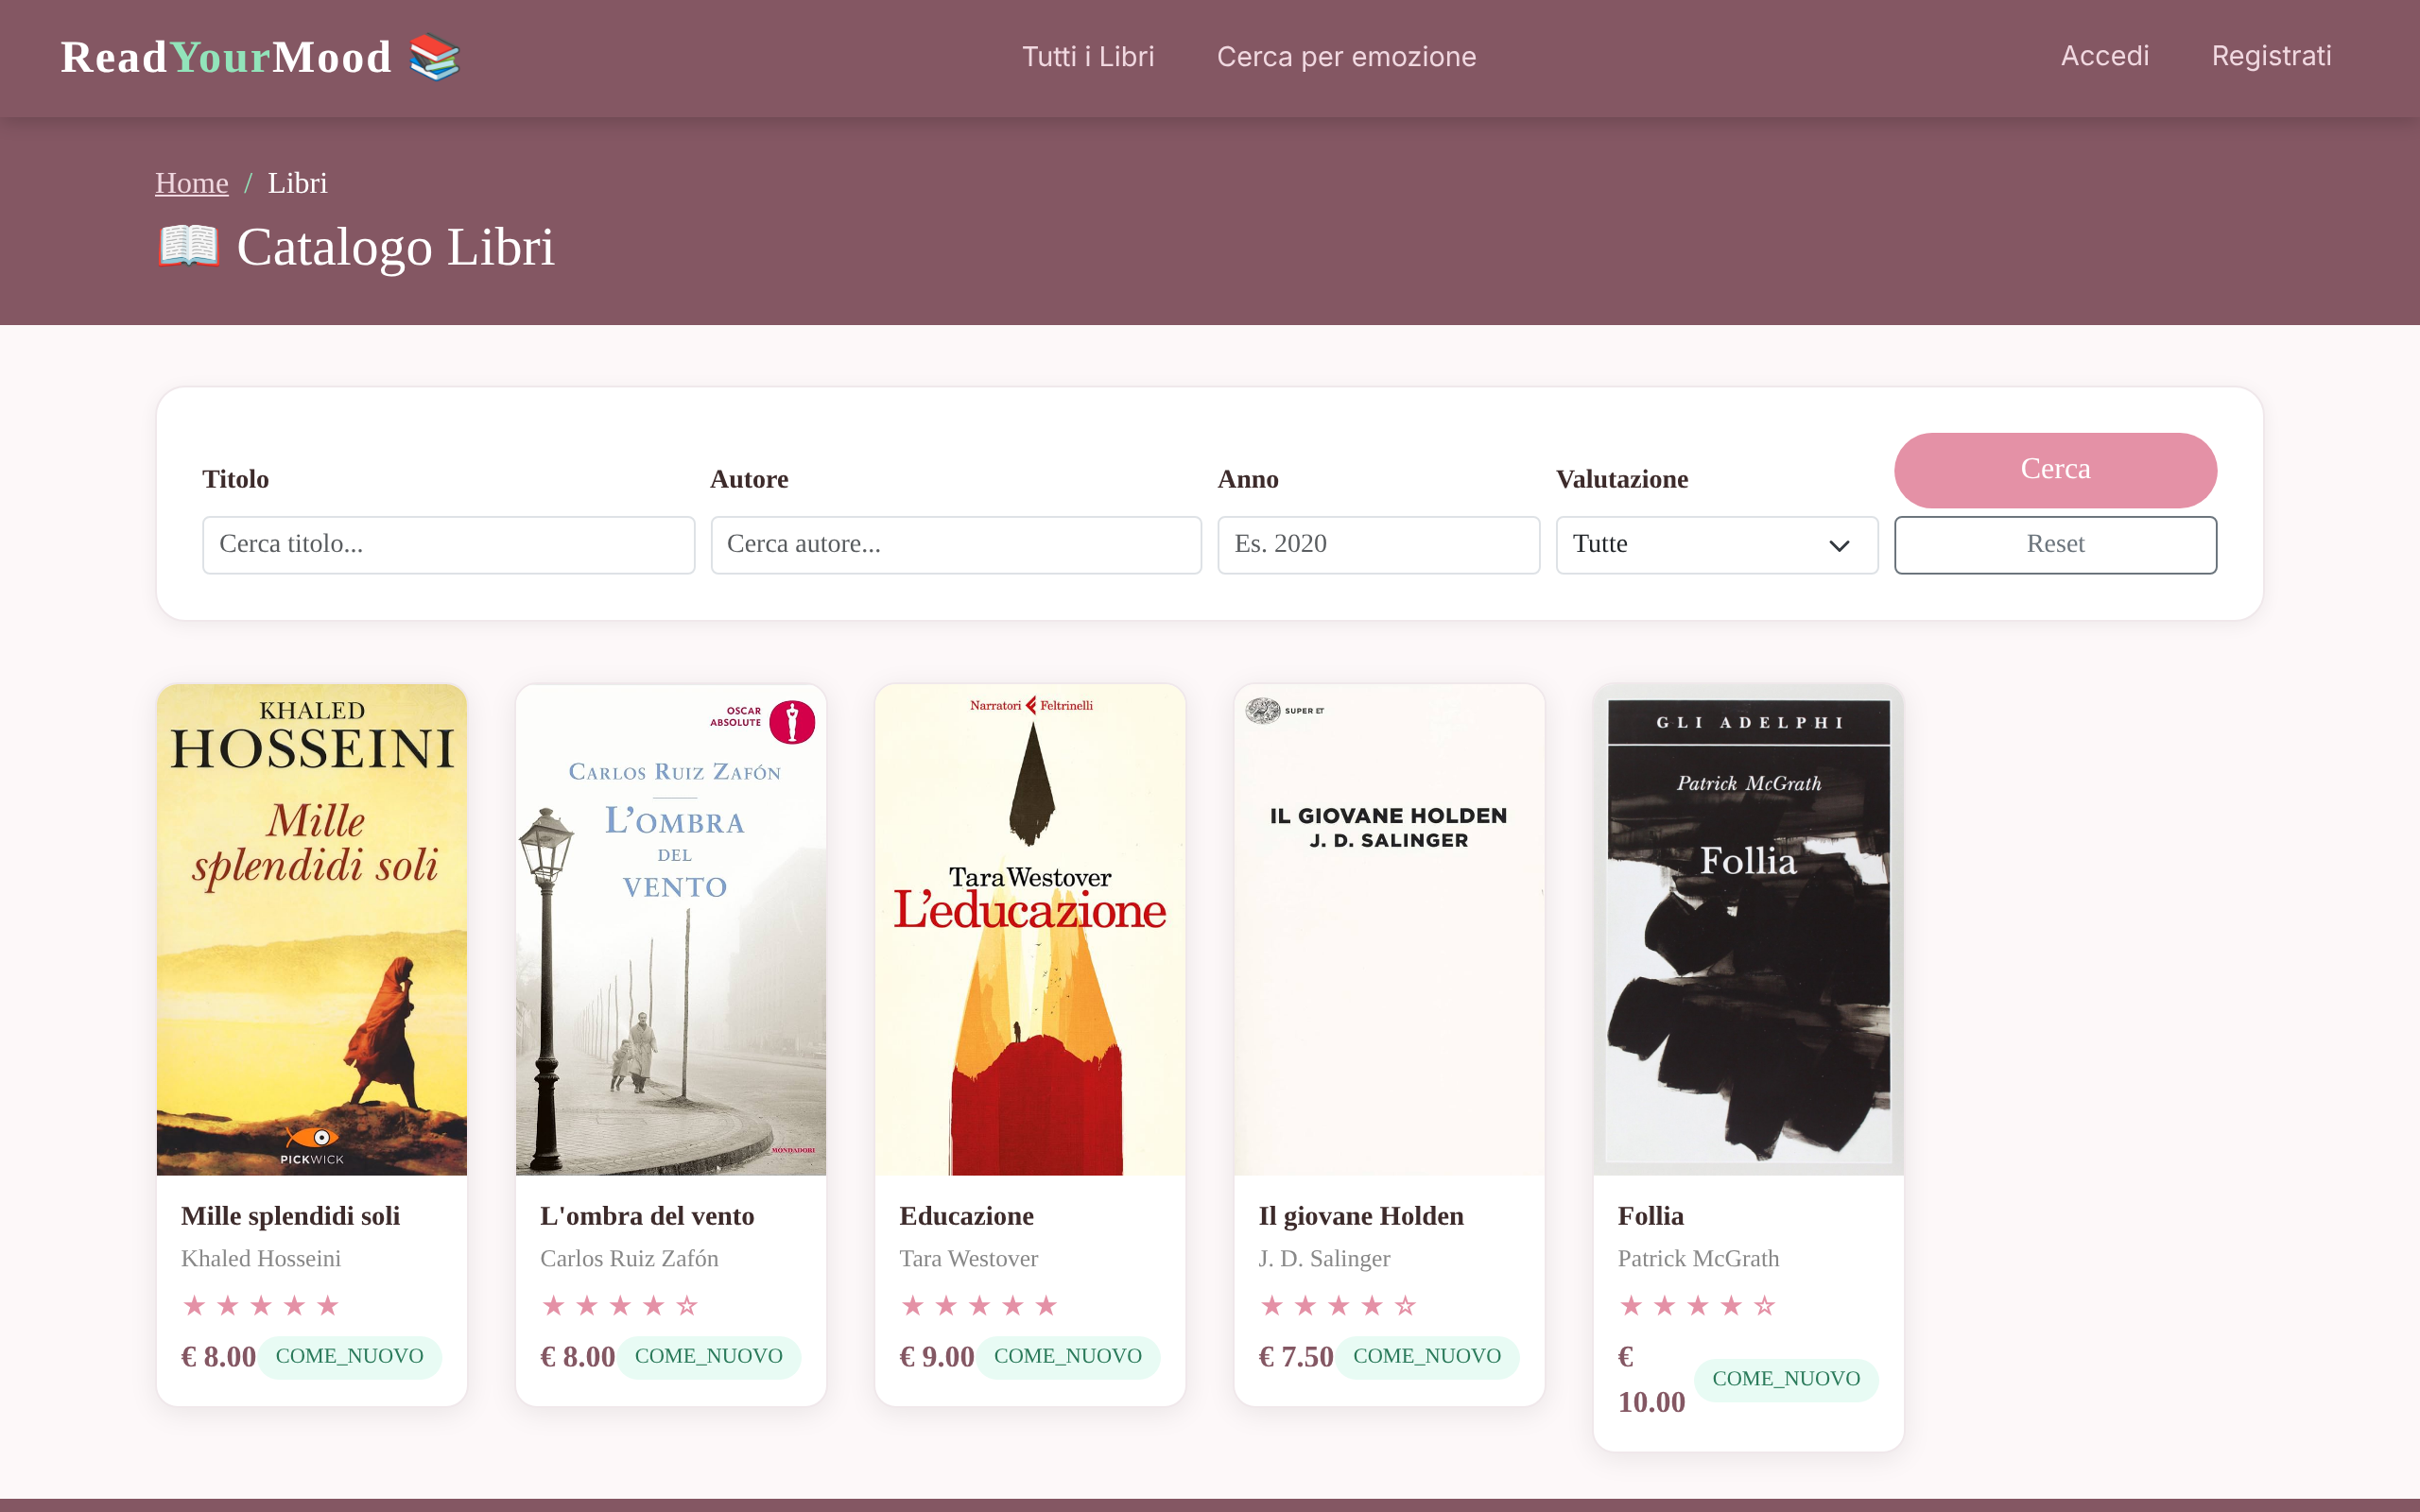 ReadYourMood 📚
Tutti i Libri
Cerca per emozione
Accedi
Registrati
Home / Libri
📖 Catalogo Libri
Titolo
Autore
Anno
Valutazione
Cerca
Cerca titolo...
Cerca autore...
Es. 2020
Tutte
Reset
KHALED
HOSSEINI
Mille
splendidi soli
PICKWICK
Mille splendidi soli
Khaled Hosseini
★ ★ ★ ★ ★
€ 8.00 COME_NUOVO
OSCAR
ABSOLUTE
CARLOS RUIZ ZAFÓN
L'OMBRA
DEL
VENTO
MONDADORI
L'ombra del vento
Carlos Ruiz Zafón
★ ★ ★ ★ ☆
€ 8.00 COME_NUOVO
Narratori Feltrinelli
Tara Westover
L'educazione
Educazione
Tara Westover
★ ★ ★ ★ ★
€ 9.00 COME_NUOVO
SUPER ET
IL GIOVANE HOLDEN
J. D. SALINGER
Il giovane Holden
J. D. Salinger
★ ★ ★ ★ ☆
€ 7.50 COME_NUOVO
GLI ADELPHI
Patrick McGrath
Follia
Follia
Patrick McGrath
★ ★ ★ ★ ☆
€
10.00
COME_NUOVO